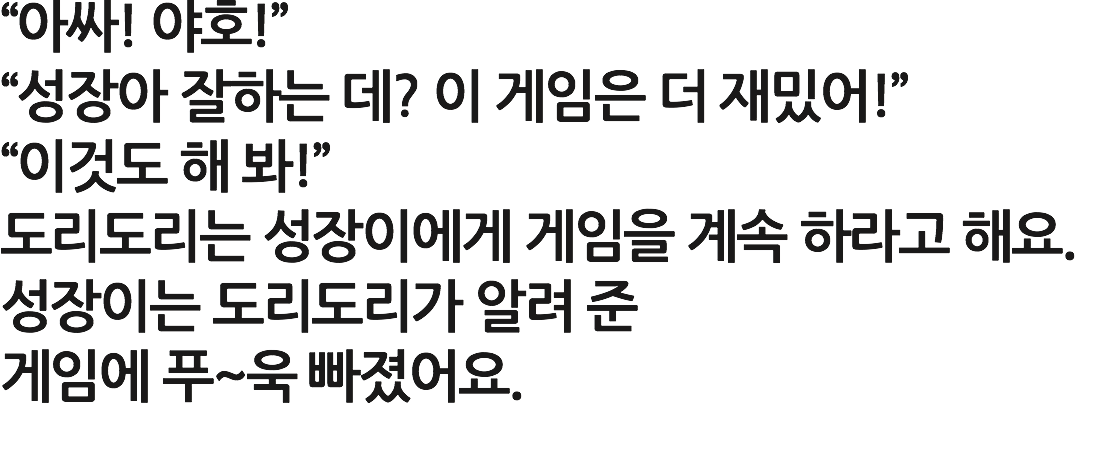 “아싸! 야호!”
“성장아 잘하는 데? 이 게임은 더 재밌어!”
“이것도 해 봐!”
도리도리는 성장이에게 게임을 계속 하라고 해요.
성장이는 도리도리가 알려 준
게임에 푸~욱 빠졌어요.